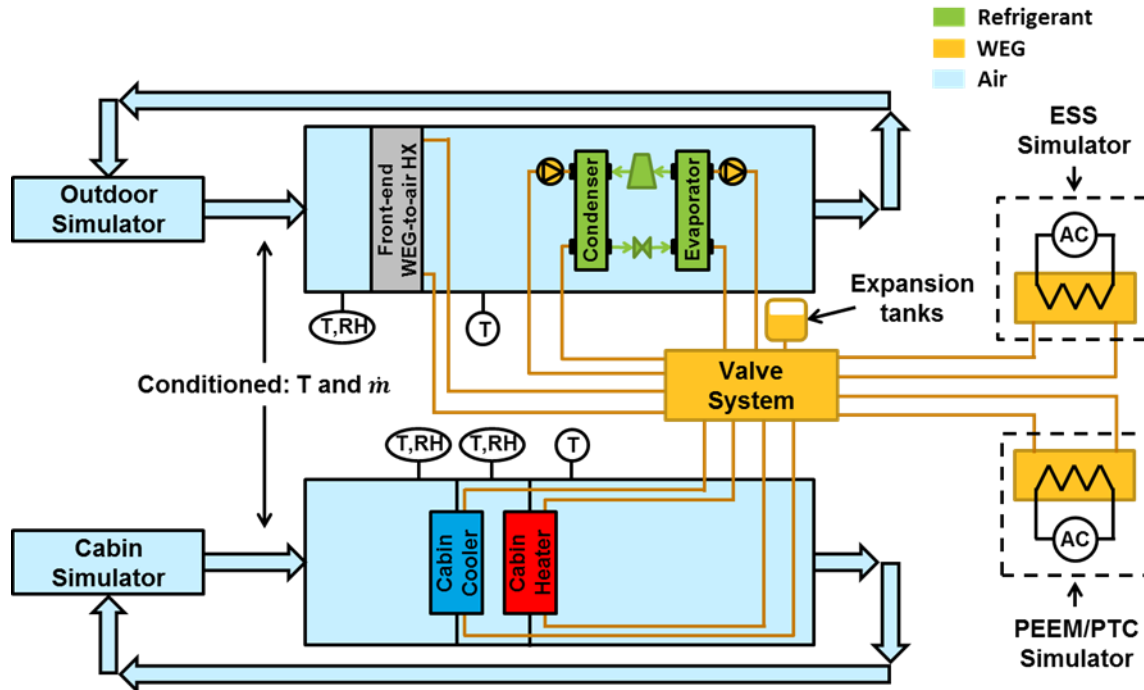 Refrigerant
WEG
Air
ESS
Simulator
Outdoor
Simulator
Front-end
WEG-to-air HX
Condenser
Evaporator
AC
T,RH
T
Expansion
tanks
Conditioned: T and ṁ
Valve
System
T,RH
T,RH
T
Cabin
Simulator
Cabin
Cooler
Cabin
Heater
AC
PEEM/PTC
Simulator